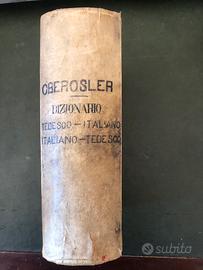 OBEROSLER
DIZIONARIO
TEDESCO-ITALIANO
ITALIANO-TEDESCO
subito